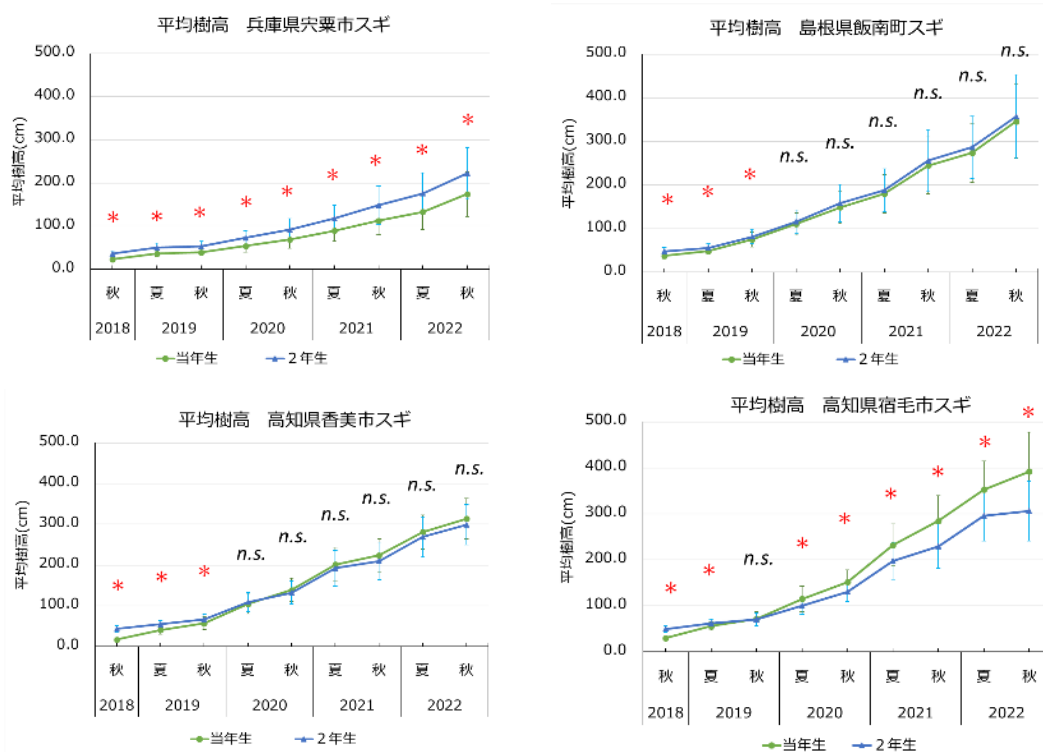 平均樹高　兵庫県宍粟市スギ
平均樹高(cm)
500.0
400.0
300.0
200.0
100.0
0.0
* * * * * * * * *
秋 夏 秋 夏 秋 夏 秋 夏 秋
2018 2019 2020 2021 2022
当年生 2年生
平均樹高　島根県飯南町スギ
平均樹高(cm)
500.0
400.0
300.0
200.0
100.0
0.0
* * * n.s. n.s. n.s. n.s. n.s. n.s.
秋 夏 秋 夏 秋 夏 秋 夏 秋
2018 2019 2020 2021 2022
当年生 2年生
平均樹高　高知県香美市スギ
平均樹高(cm)
500.0
400.0
300.0
200.0
100.0
0.0
* * * n.s. n.s. n.s. n.s. n.s. n.s.
秋 夏 秋 夏 秋 夏 秋 夏 秋
2018 2019 2020 2021 2022
当年生 2年生
平均樹高　高知県宿毛市スギ
平均樹高(cm)
500.0
400.0
300.0
200.0
100.0
0.0
* * n.s. * * * * * *
秋 夏 秋 夏 秋 夏 秋 夏 秋
2018 2019 2020 2021 2022
当年生 2年生